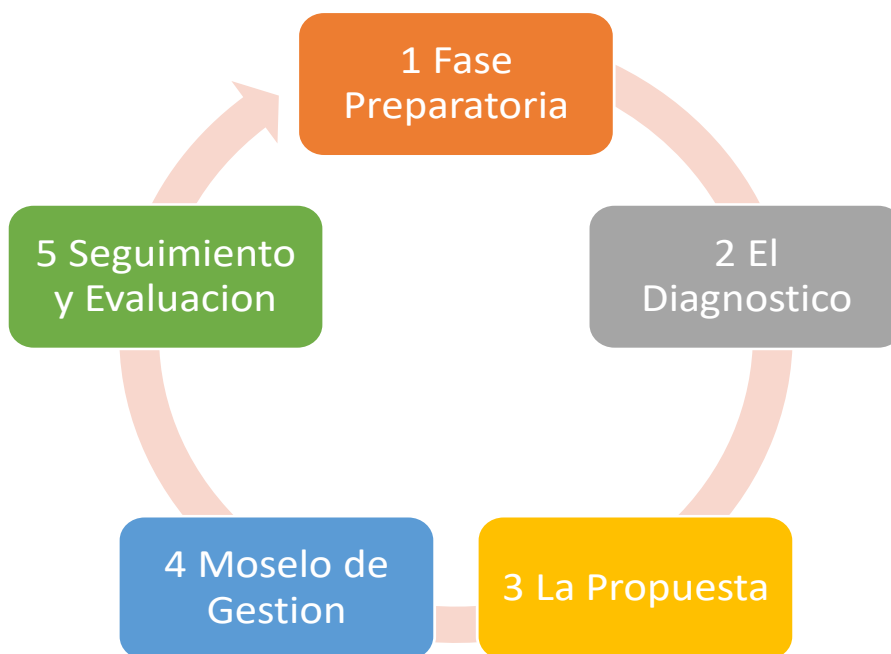 1 Fase
Preparatoria
2 El
Diagnostico
3 La Propuesta
4 Moselo de
Gestion
5 Seguimiento
y Evaluacion